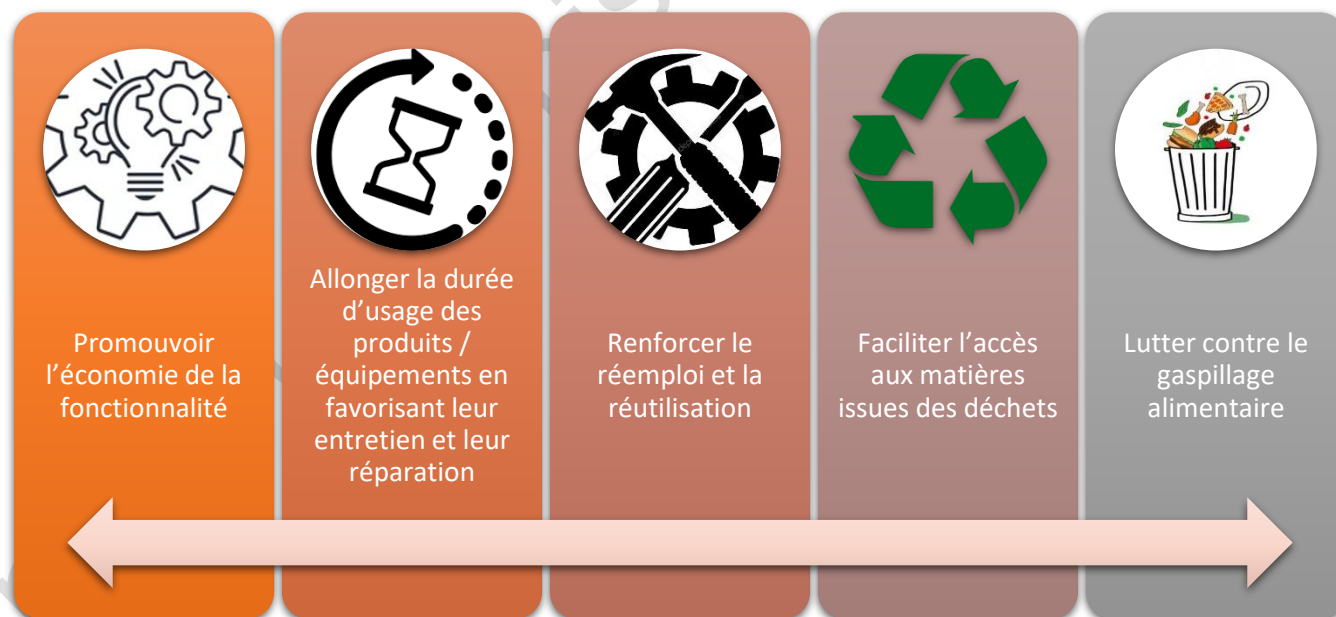 Promouvoir
l’économie de la
fonctionnalité
Allonger la durée
d’usage des
produits /
équipements en
favorisant leur
entretien et leur
réparation
Renforcer le
réemploi et la
réutilisation
Faciliter l’accès
aux matières
issues des déchets
Lutter contre le
gaspillage
alimentaire